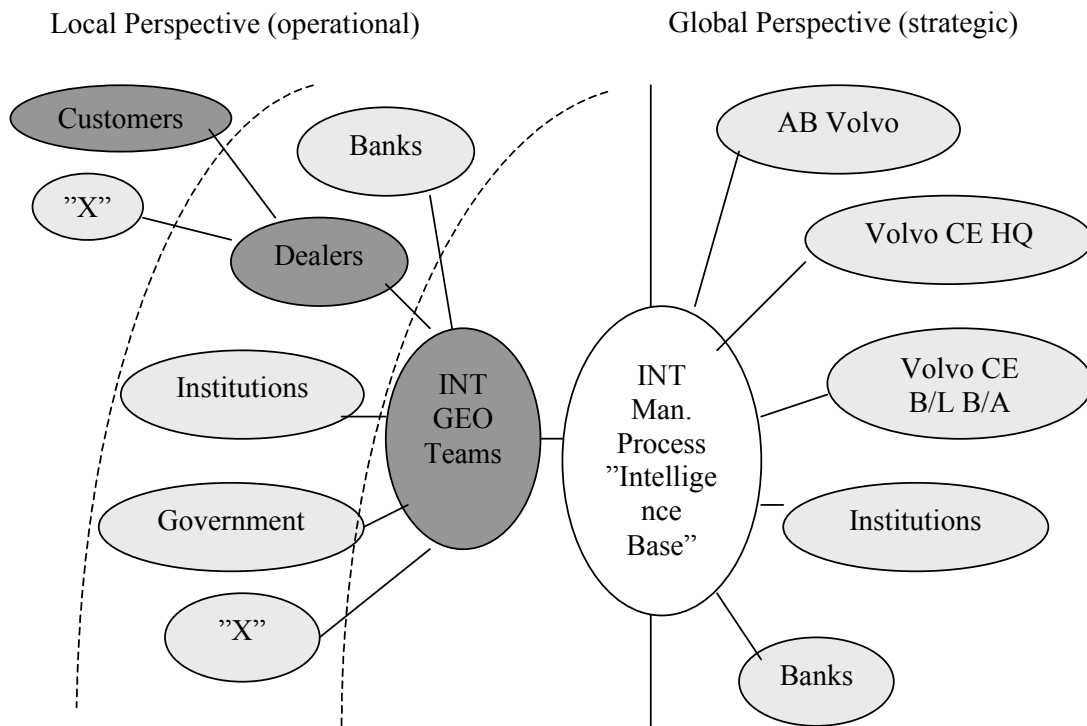 Local Perspective (operational)
Global Perspective (strategic)
Customers
”X”
Banks
Dealers
Institutions
Government
”X”
INT
GEO
Teams
INT
Man.
Process
”Intellige
nce
Base”
AB Volvo
Volvo CE HQ
Volvo CE
B/L B/A
Institutions
Banks